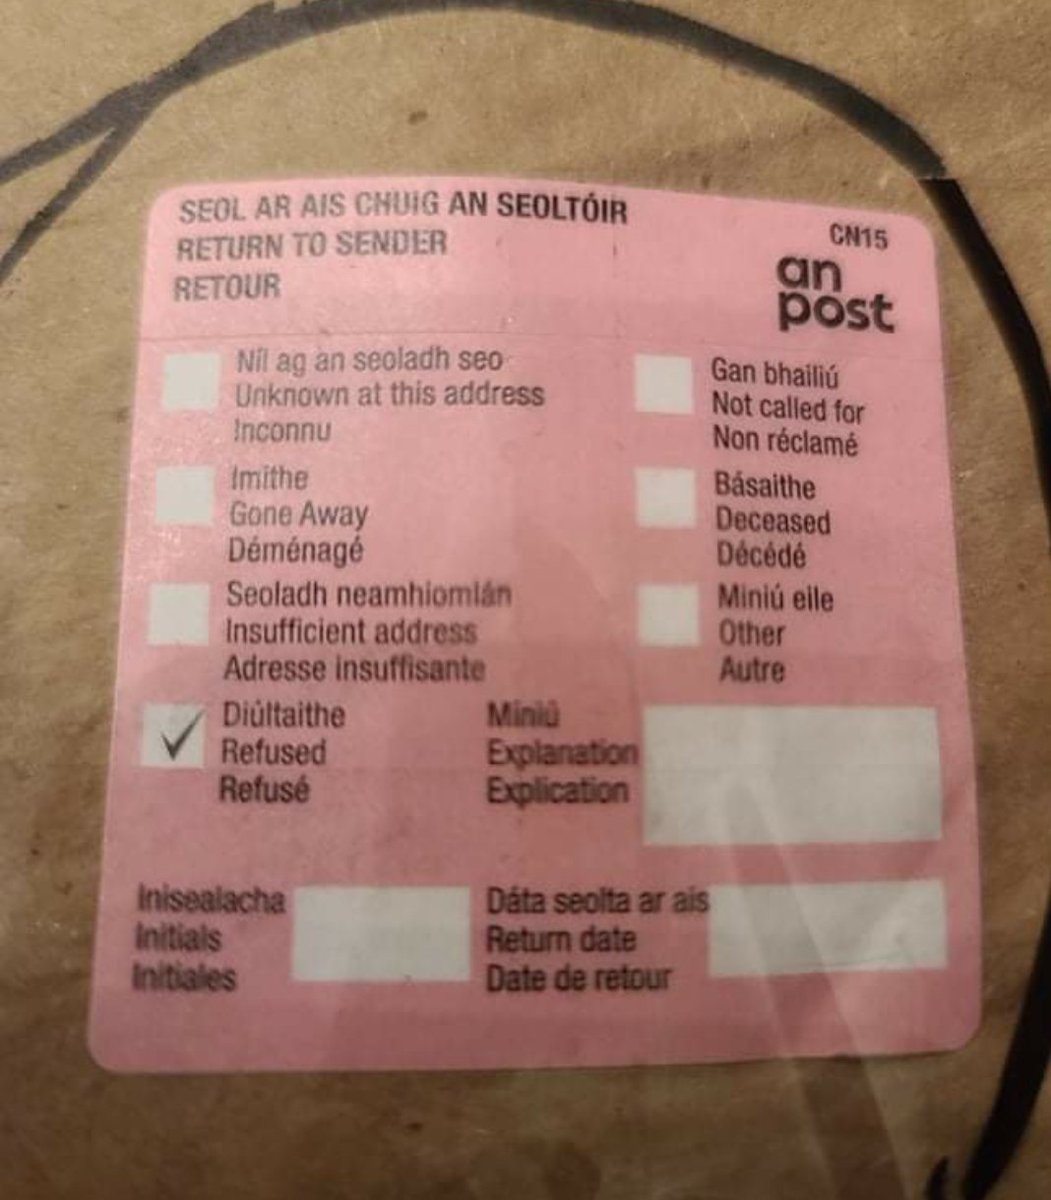 SEOL AR AIS CHUIG AN SEOLTÓIR
RETURN TO SENDER
RETOUR
CN15
an
post
Níl ag an seoladh seo
Unknown at this address
Inconnu
Gan bhailiú
Not called for
Non réclamé
Imithe
Gone Away
Déménagé
Básaithe
Deceased
Décédé
Seoladh neamhiomlán
Insufficient address
Adresse insuffisante
Miniú eile
Other
Autre
Diúltaithe
Refused
Refusé
Miniú
Explanation
Explication
Inisealacha
Initials
Initiales
Dáta seolta ar ais
Return date
Date de retour